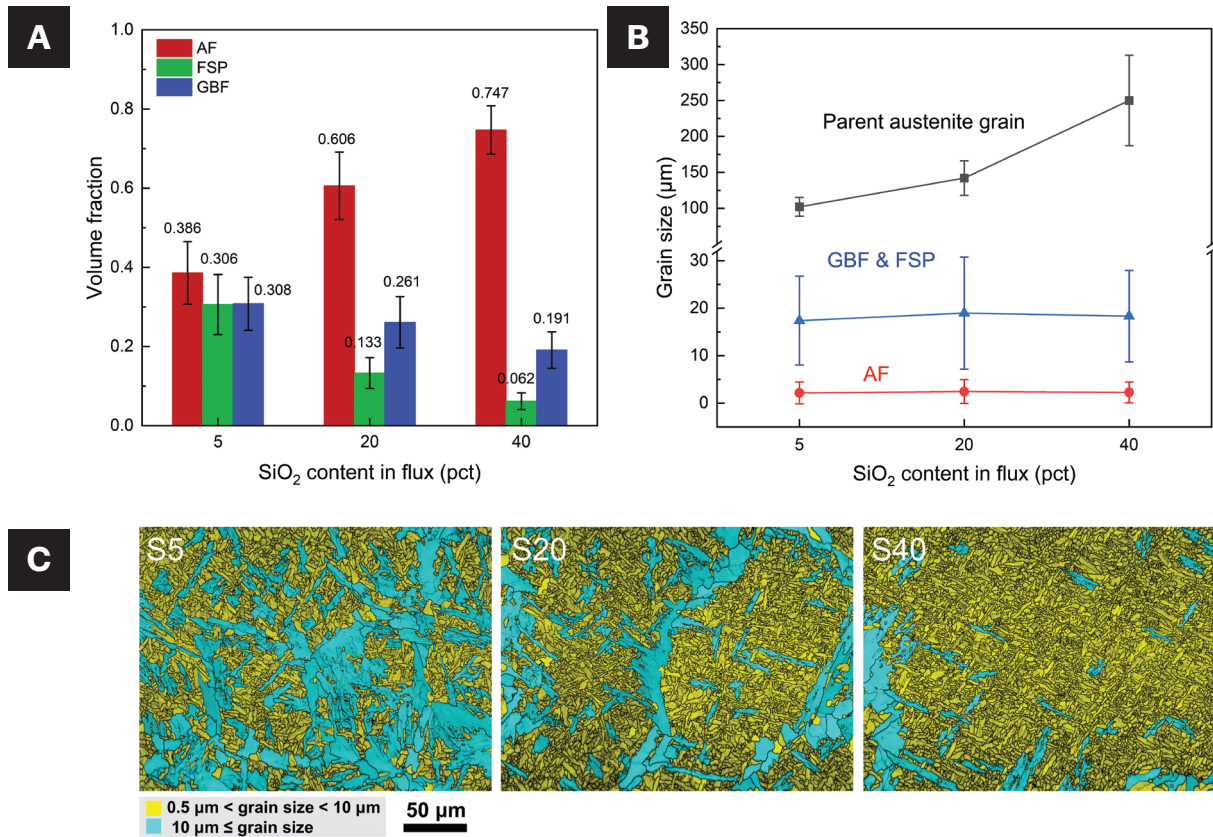 A
AF
FSP
GBF
Volume fraction
1.0
0.8
0.6
0.4
0.2
0.0
0.386
0.306
0.308
0.606
0.133
0.261
0.747
0.062
0.191
5
20
40
SiO₂ content in flux (pct)
B
Grain size (µm)
350
300
250
200
150
100
30
20
10
0
Parent austenite grain
GBF & FSP
AF
5
20
40
SiO₂ content in flux (pct)
C
S5
S20
S40
0.5 µm < grain size < 10 µm
10 µm ≤ grain size
50 µm